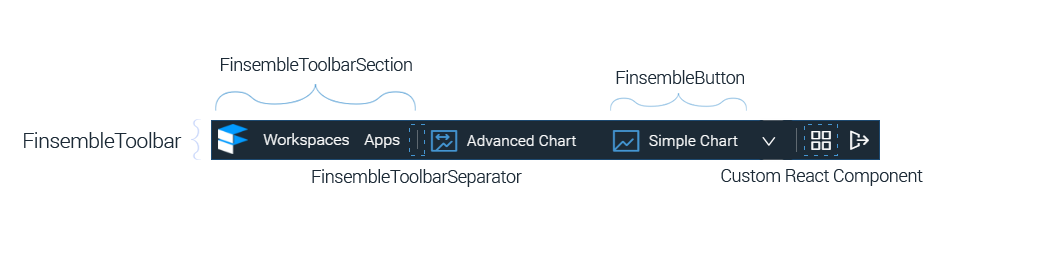 FinsembleToolbarSection
FinsembleButton
FinsembleToolbar
Workspaces Apps Advanced Chart Simple Chart
FinsembleToolbarSeparator
Custom React Component